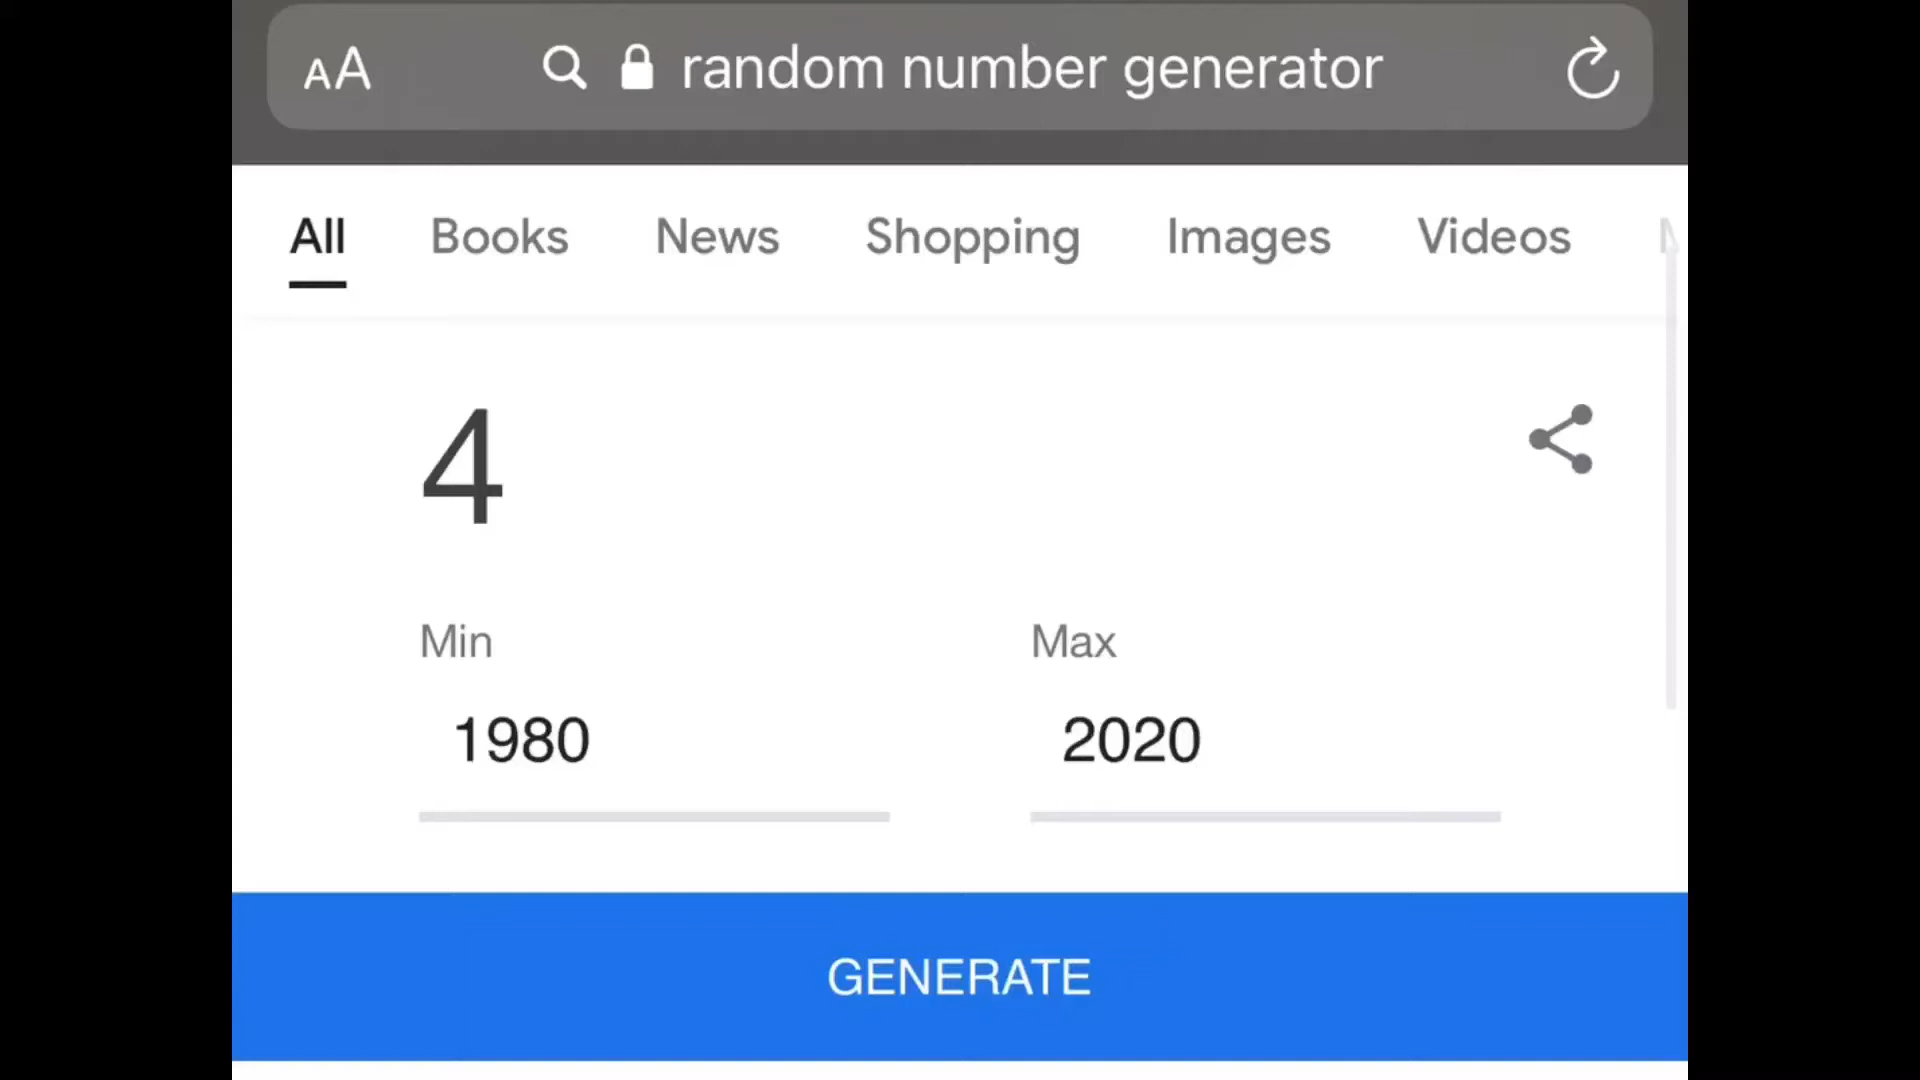 AA random number generator
All Books News Shopping Images Videos
4
Min Max
1980 2020
GENERATE